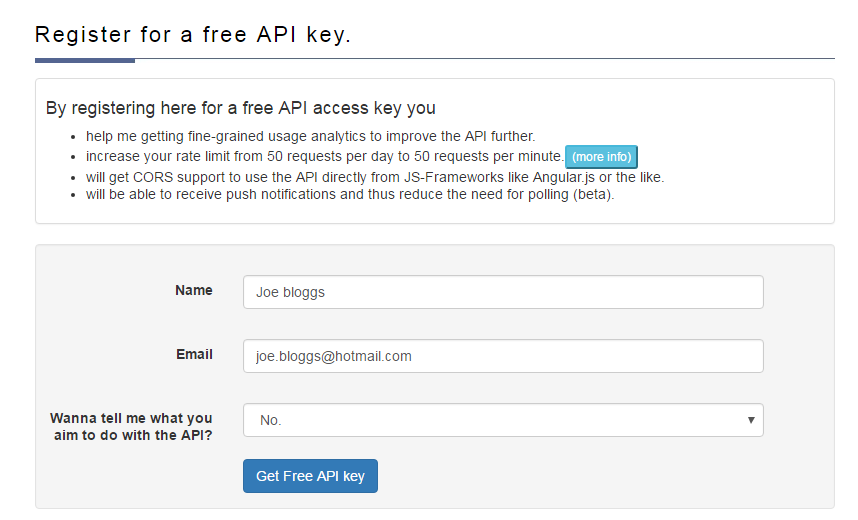 Register for a free API key.
By registering here for a free API access key you
help me getting fine-grained usage analytics to improve the API further.
increase your rate limit from 50 requests per day to 50 requests per minute. (more info)
will get CORS support to use the API directly from JS-Frameworks like Angular.js or the like.
will be able to receive push notifications and thus reduce the need for polling (beta).
Name Joe bloggs
Email joe.bloggs@hotmail.com
Wanna tell me what you
aim to do with the API? No.
Get Free API key